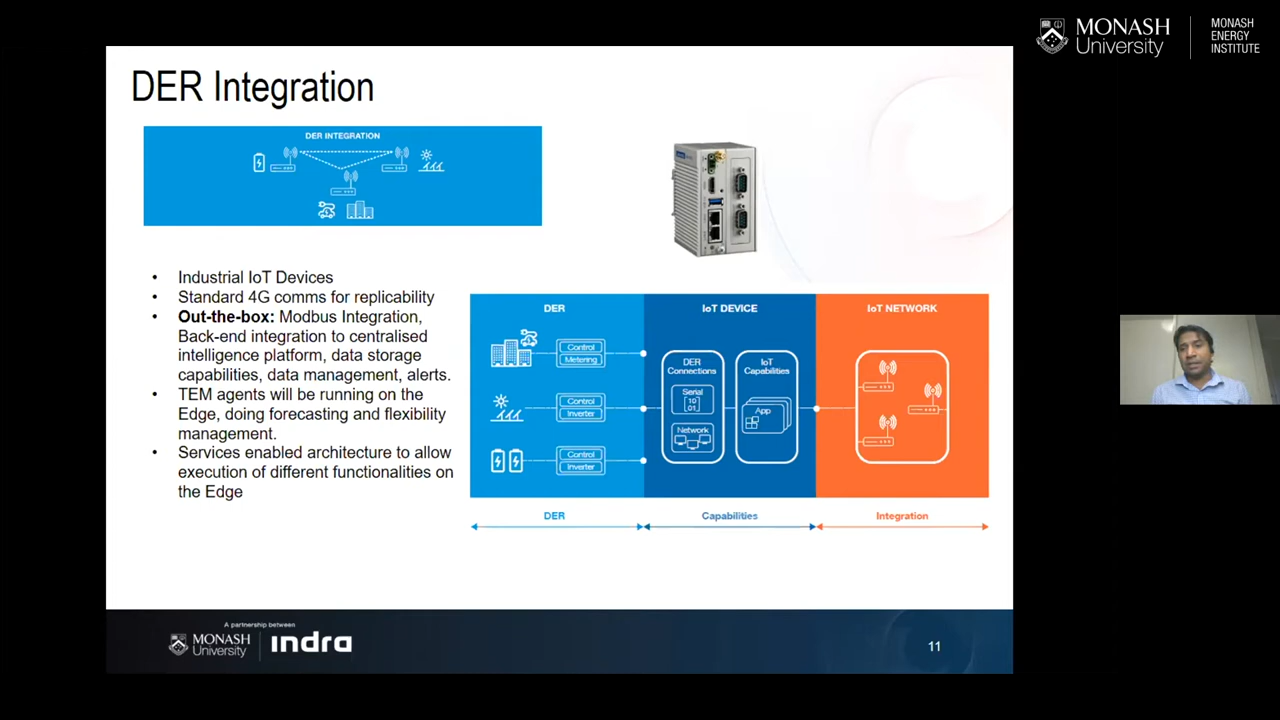 MONASH University
MONASH
ENERGY
INSTITUTE
DER Integration
DER INTEGRATION
• Industrial IoT Devices
• Standard 4G comms for replicability
• Out-the-box: Modbus Integration,
Back-end integration to centralised
intelligence platform, data storage
capabilities, data management, alerts.
• TEM agents will be running on the
Edge, doing forecasting and flexibility
management.
• Services enabled architecture to allow
execution of different functionalities on
the Edge
DER
Control
Metering
Control
Inverter
Control
Inverter
IoT DEVICE
DER
Connections
Serial
10
01
Network
IoT
Capabilities
App
IoT NETWORK
DER
Capabilities
Integration
A partnership between
MONASH
University
indra
11